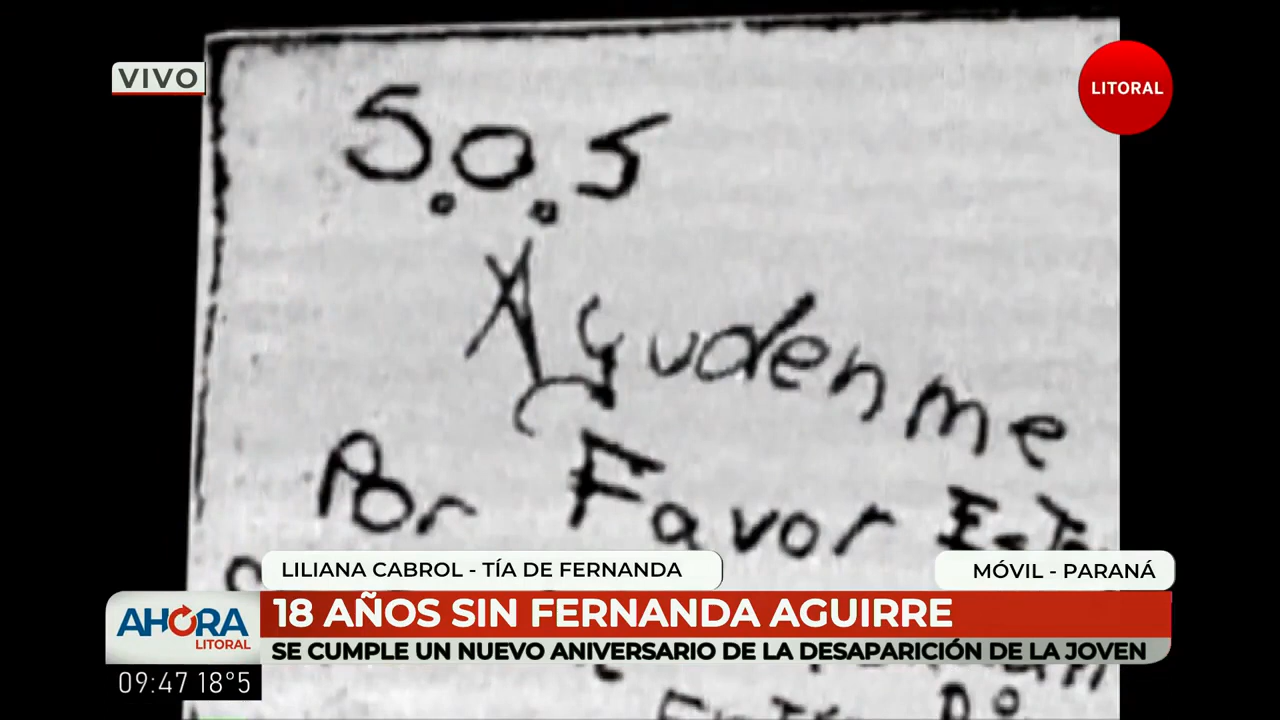 VIVO
LITORAL
S.O.S
Ayudenme
Por Favor
LILIANA CABROL - TÍA DE FERNANDA
MÓVIL - PARANÁ
AHORA
LITORAL
18 AÑOS SIN FERNANDA AGUIRRE
SE CUMPLE UN NUEVO ANIVERSARIO DE LA DESAPARICIÓN DE LA JOVEN
09:47 18°5